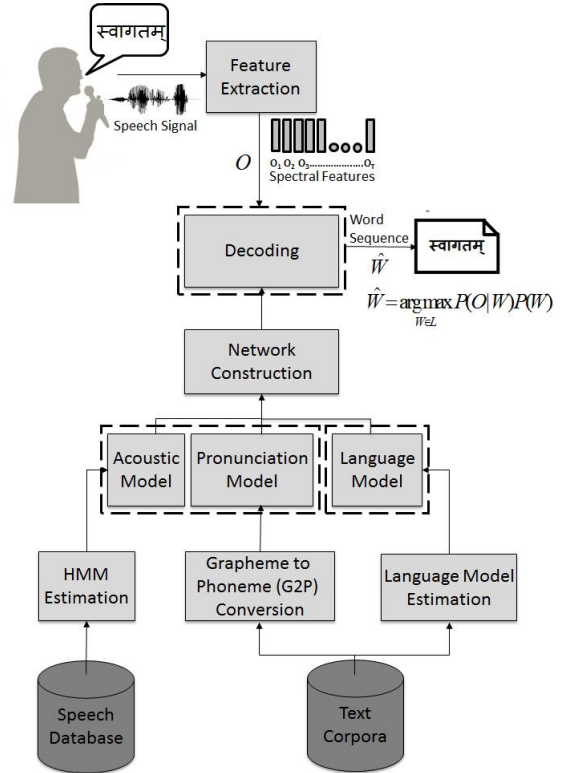 स्वागतम्
Feature
Extraction
Speech Signal
O
O₁ O₂ O₃....................Oₜ
Spectral Features
Decoding
Word
Sequence
Ŵ
स्वागतम्
Ŵ = argmax P(O|W)P(W)
W∈L
Network
Construction
Acoustic
Model
Pronunciation
Model
Language
Model
HMM
Estimation
Grapheme to
Phoneme (G2P)
Conversion
Language Model
Estimation
Speech
Database
Text
Corpora